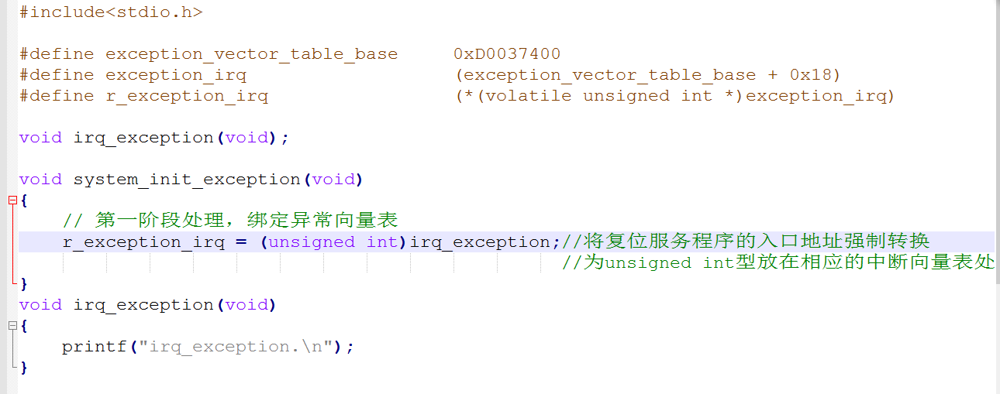 #include<stdio.h>
#define exception_vector_table_base     0xD0037400
#define exception_irq                   (exception_vector_table_base + 0x18)
#define r_exception_irq                 (*(volatile unsigned int *)exception_irq)
void irq_exception(void);
void system_init_exception(void)
{
    // 第一阶段处理，绑定异常向量表
    r_exception_irq = (unsigned int)irq_exception;//将复位服务程序的入口地址强制转换
                                                  //为unsigned int型放在相应的中断向量表处
}
void irq_exception(void)
{
    printf("irq_exception.\n");
}